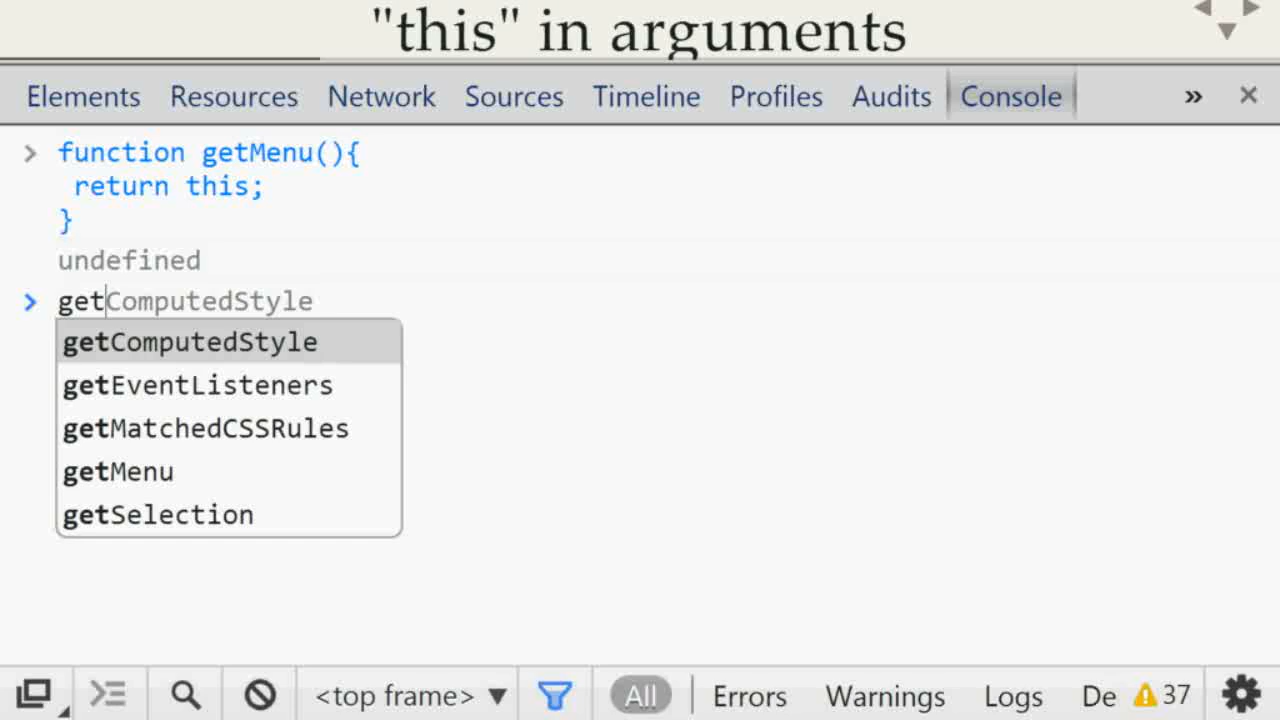 "this" in arguments
Elements Resources Network Sources Timeline Profiles Audits Console » ×
> function getMenu(){
return this;
}
undefined
> getComputedStyle
getComputedStyle
getEventListeners
getMatchedCSSRules
getMenu
getSelection
<top frame> ▼ All Errors Warnings Logs De 37